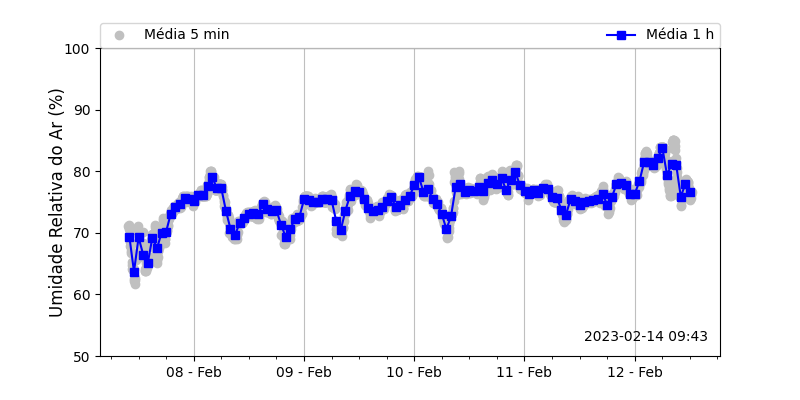 Média 5 min
Média 1 h
Umidade Relativa do Ar (%)
100
90
80
70
60
50
2023-02-14 09:43
08 - Feb
09 - Feb
10 - Feb
11 - Feb
12 - Feb